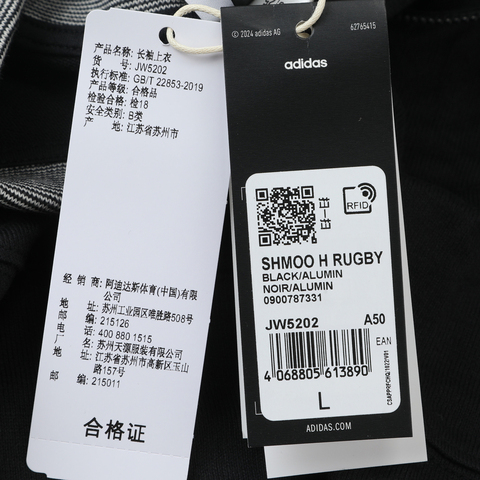 产品名称: 长袖上衣
货 号: JW5202
执行标准: GB/T 22853-2019
产品等级: 合格品
检验合格: 检18
安全类别: B类
产 地: 江苏省苏州市
经 销 商: 阿迪达斯体育(中国)有限
公司
地 址: 苏州工业园区唯胜路508号
邮 编: 215126
电 话: 400 880 1515
品 名: 苏州天源服装有限公司
地 址: 江苏省苏州市高新区玉山
路157号
邮 编: 215011
合格证
© 2024 adidas AG
62765415
adidas
RFID
SHMOO H RUGBY
BLACK/ALUMIN
NOIR/ALUMIN
0900787331
JW5202 A50
EAN
4 068805 613890
L
ADIDAS.COM